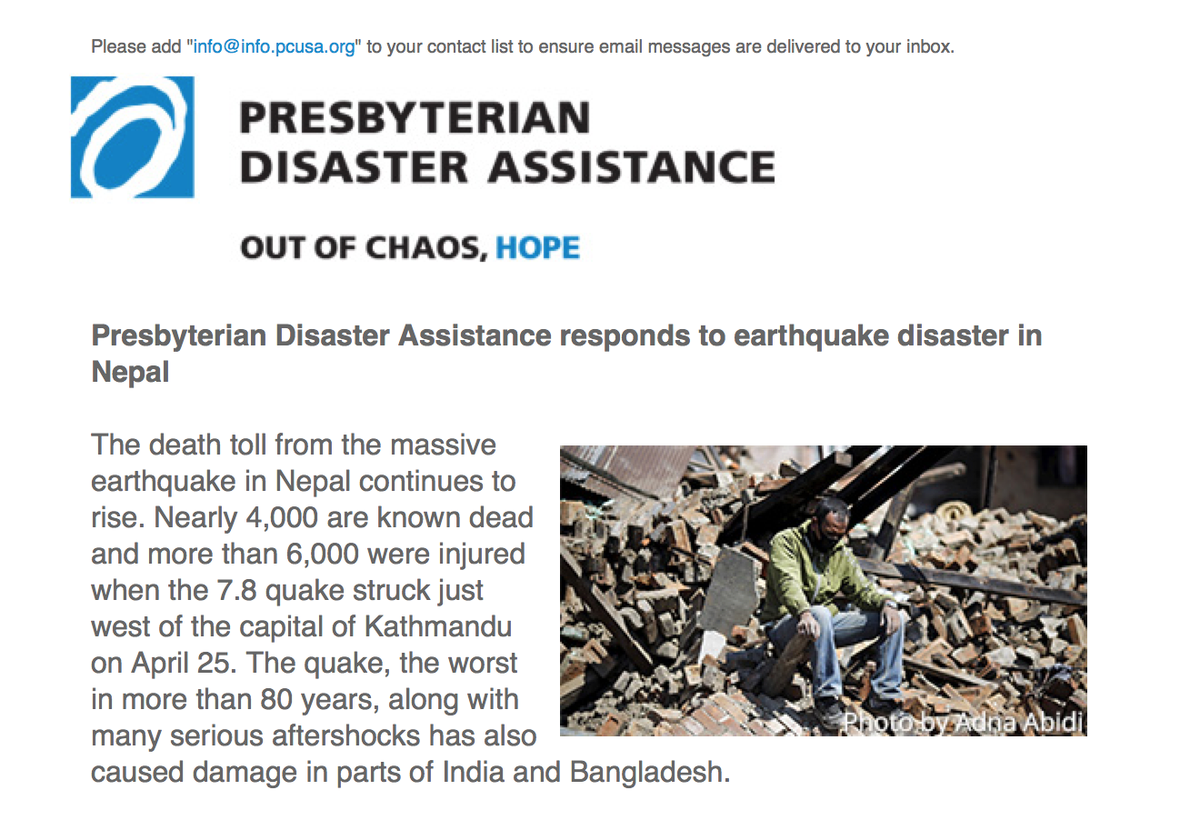 Please add "info@info.pcusa.org" to your contact list to ensure email messages are delivered to your inbox.
PRESBYTERIAN
DISASTER ASSISTANCE
OUT OF CHAOS, HOPE
Presbyterian Disaster Assistance responds to earthquake disaster in
Nepal
The death toll from the massive
earthquake in Nepal continues to
rise. Nearly 4,000 are known dead
and more than 6,000 were injured
when the 7.8 quake struck just
west of the capital of Kathmandu
on April 25. The quake, the worst
in more than 80 years, along with
many serious aftershocks has also
caused damage in parts of India and Bangladesh.
Photo by Adna Abidi